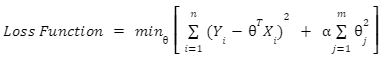 Loss Function = min_θ [ Σ_{i=1}^{n} (Y_i − θ^T X_i)^2 + α Σ_{j=1}^{m} θ_j^2 ]